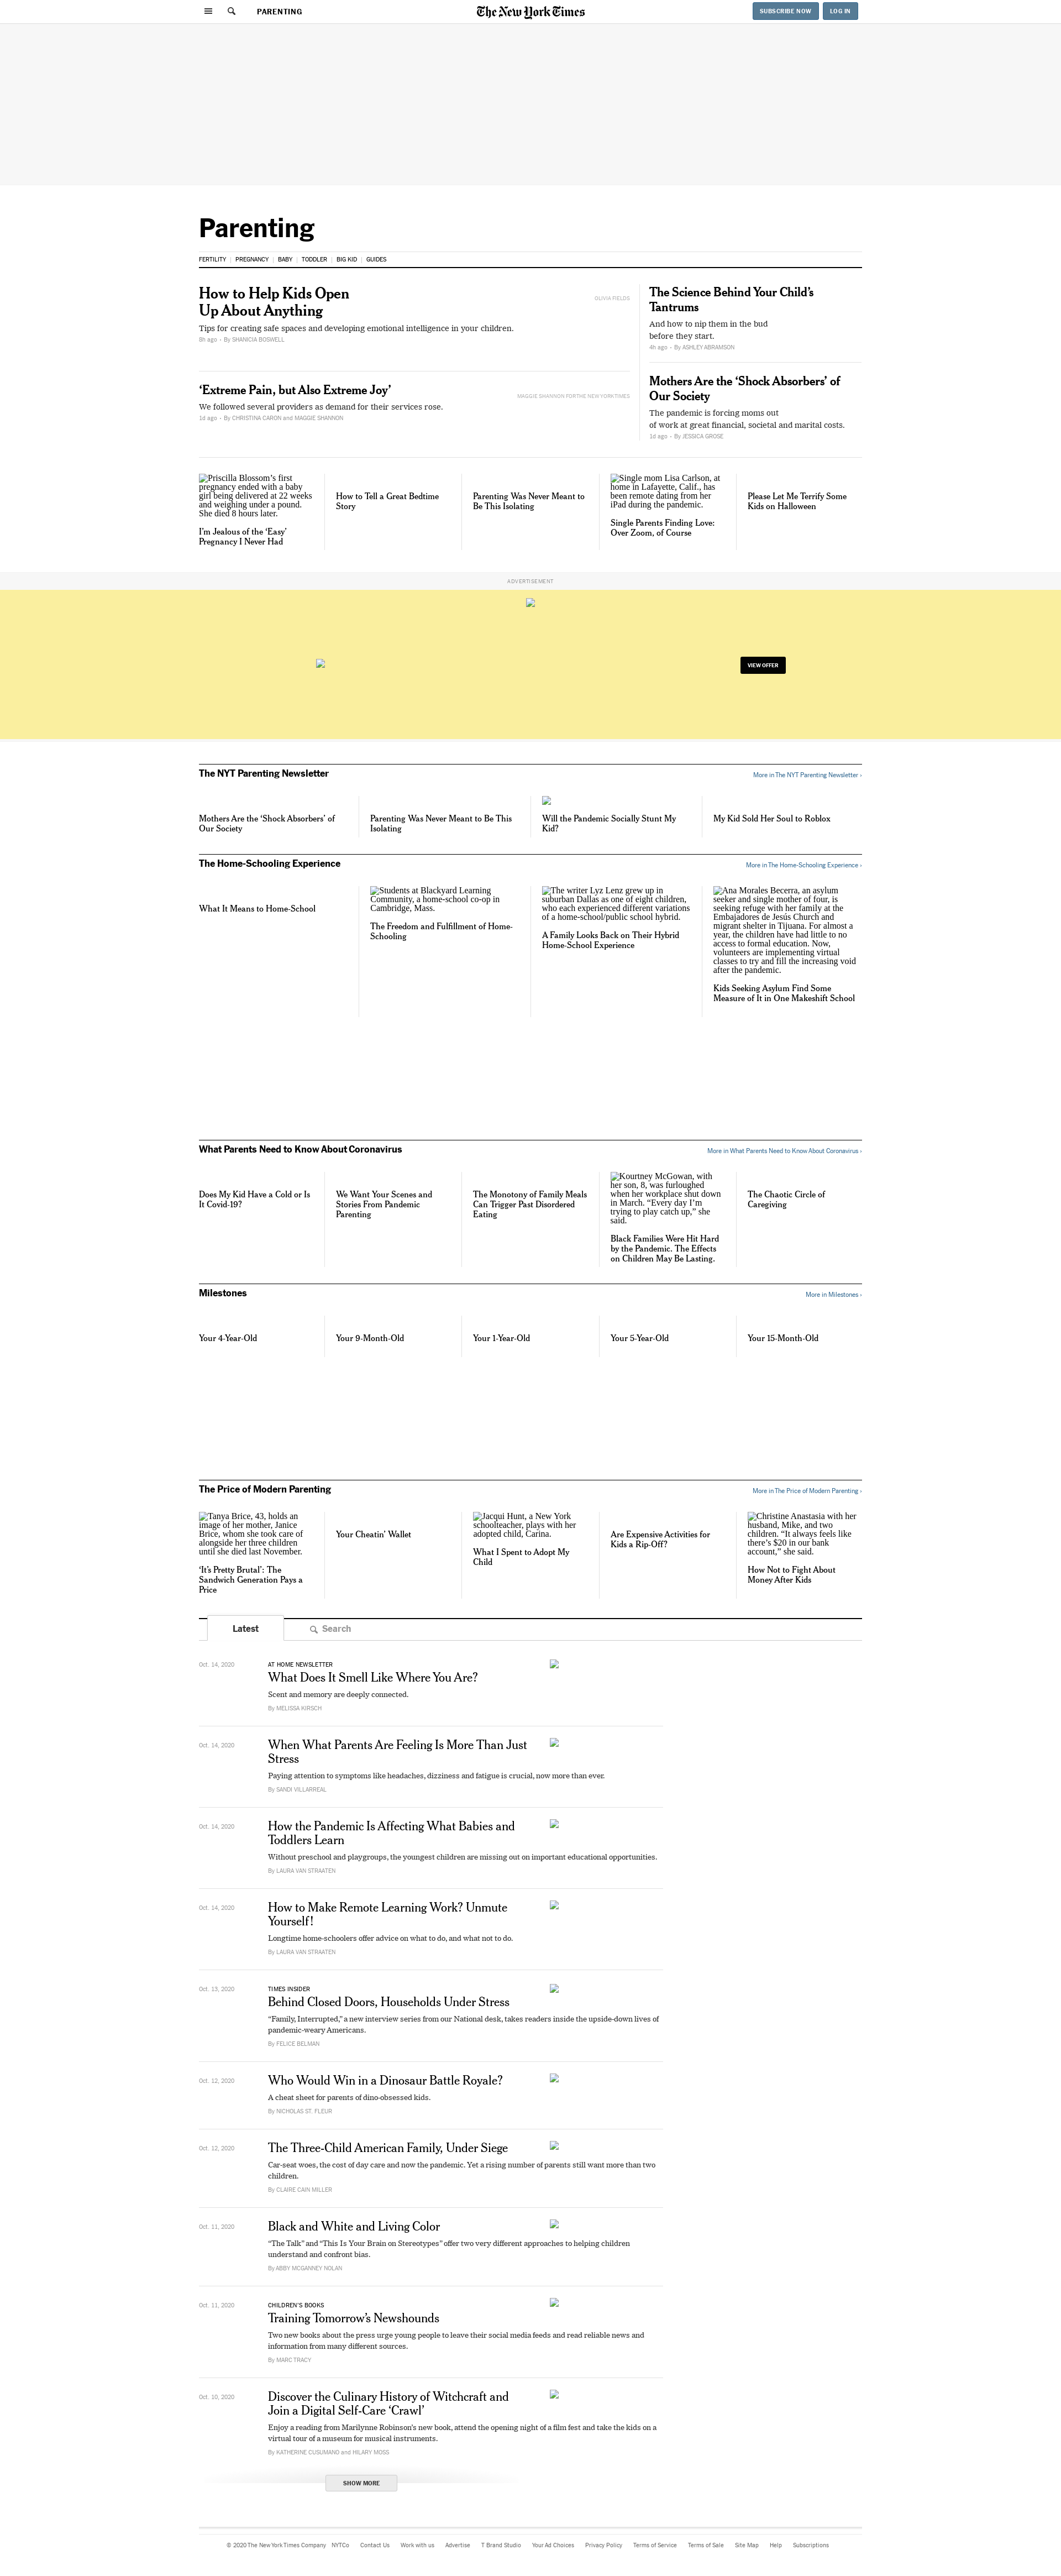 PARENTING
The New York Times
SUBSCRIBE NOW
LOG IN
Parenting
FERTILITY | PREGNANCY | BABY | TODDLER | BIG KID | GUIDES
How to Help Kids Open
Up About Anything
Tips for creating safe spaces and developing emotional intelligence in your children.
8h ago · By SHANICIA BOSWELL
OLIVIA FIELDS
‘Extreme Pain, but Also Extreme Joy’
We followed several providers as demand for their services rose.
1d ago · By CHRISTINA CARON and MAGGIE SHANNON
MAGGIE SHANNON FOR THE NEW YORK TIMES
The Science Behind Your Child’s
Tantrums
And how to nip them in the bud
before they start.
4h ago · By ASHLEY ABRAMSON
Mothers Are the ‘Shock Absorbers’ of
Our Society
The pandemic is forcing moms out
of work at great financial, societal and marital costs.
1d ago · By JESSICA GROSE
Priscilla Blossom’s first
pregnancy ended with a baby
girl being delivered at 22 weeks
and weighing under a pound.
She died 8 hours later.
I’m Jealous of the ‘Easy’
Pregnancy I Never Had
How to Tell a Great Bedtime
Story
Parenting Was Never Meant to
Be This Isolating
Single mom Lisa Carlson, at
home in Lafayette, Calif., has
been remote dating from her
iPad during the pandemic.
Single Parents Finding Love:
Over Zoom, of Course
Please Let Me Terrify Some
Kids on Halloween
ADVERTISEMENT
VIEW OFFER
The NYT Parenting Newsletter
More in The NYT Parenting Newsletter ›
Mothers Are the ‘Shock Absorbers’ of
Our Society
Parenting Was Never Meant to Be This
Isolating
Will the Pandemic Socially Stunt My
Kid?
My Kid Sold Her Soul to Roblox
The Home-Schooling Experience
More in The Home-Schooling Experience ›
What It Means to Home-School
Students at Blackyard Learning
Community, a home-school co-op in
Cambridge, Mass.
The Freedom and Fulfillment of Home-
Schooling
The writer Lyz Lenz grew up in
suburban Dallas as one of eight children,
who each experienced different variations
of a home-school/public school hybrid.
A Family Looks Back on Their Hybrid
Home-School Experience
Ana Morales Becerra, an asylum
seeker and single mother of four, is
seeking refuge with her family at the
Embajadores de Jesús Church and
migrant shelter in Tijuana. For almost a
year, the children have had little to no
access to formal education. Now,
volunteers are implementing virtual
classes to try and fill the increasing void
after the pandemic.
Kids Seeking Asylum Find Some
Measure of It in One Makeshift School
What Parents Need to Know About Coronavirus
More in What Parents Need to Know About Coronavirus ›
Does My Kid Have a Cold or Is
It Covid-19?
We Want Your Scenes and
Stories From Pandemic
Parenting
The Monotony of Family Meals
Can Trigger Past Disordered
Eating
Kourtney McGowan, with
her son, 8, was furloughed
when her workplace shut down
in March. “Every day I’m
trying to play catch up,” she
said.
Black Families Were Hit Hard
by the Pandemic. The Effects
on Children May Be Lasting.
The Chaotic Circle of
Caregiving
Milestones
More in Milestones ›
Your 4-Year-Old
Your 9-Month-Old
Your 1-Year-Old
Your 5-Year-Old
Your 15-Month-Old
The Price of Modern Parenting
More in The Price of Modern Parenting ›
Tanya Brice, 43, holds an
image of her mother, Janice
Brice, whom she took care of
alongside her three children
until she died last November.
‘It’s Pretty Brutal’: The
Sandwich Generation Pays a
Price
Your Cheatin’ Wallet
Jacqui Hunt, a New York
schoolteacher, plays with her
adopted child, Carina.
What I Spent to Adopt My
Child
Are Expensive Activities for
Kids a Rip-Off?
Christine Anastasia with her
husband, Mike, and two
children. “It always feels like
there’s $20 in our bank
account,” she said.
How Not to Fight About
Money After Kids
Latest
Search
Oct. 14, 2020
AT HOME NEWSLETTER
What Does It Smell Like Where You Are?
Scent and memory are deeply connected.
By MELISSA KIRSCH
Oct. 14, 2020
When What Parents Are Feeling Is More Than Just
Stress
Paying attention to symptoms like headaches, dizziness and fatigue is crucial, now more than ever.
By SANDI VILLARREAL
Oct. 14, 2020
How the Pandemic Is Affecting What Babies and
Toddlers Learn
Without preschool and playgroups, the youngest children are missing out on important educational opportunities.
By LAURA VAN STRAATEN
Oct. 14, 2020
How to Make Remote Learning Work? Unmute
Yourself!
Longtime home-schoolers offer advice on what to do, and what not to do.
By LAURA VAN STRAATEN
Oct. 13, 2020
TIMES INSIDER
Behind Closed Doors, Households Under Stress
“Family, Interrupted,” a new interview series from our National desk, takes readers inside the upside-down lives of
pandemic-weary Americans.
By FELICE BELMAN
Oct. 12, 2020
Who Would Win in a Dinosaur Battle Royale?
A cheat sheet for parents of dino-obsessed kids.
By NICHOLAS ST. FLEUR
Oct. 12, 2020
The Three-Child American Family, Under Siege
Car-seat woes, the cost of day care and now the pandemic. Yet a rising number of parents still want more than two
children.
By CLAIRE CAIN MILLER
Oct. 11, 2020
Black and White and Living Color
“The Talk” and “This Is Your Brain on Stereotypes” offer two very different approaches to helping children
understand and confront bias.
By ABBY MCGANNEY NOLAN
Oct. 11, 2020
CHILDREN’S BOOKS
Training Tomorrow’s Newshounds
Two new books about the press urge young people to leave their social media feeds and read reliable news and
information from many different sources.
By MARC TRACY
Oct. 10, 2020
Discover the Culinary History of Witchcraft and
Join a Digital Self-Care ‘Crawl’
Enjoy a reading from Marilynne Robinson’s new book, attend the opening night of a film fest and take the kids on a
virtual tour of a museum for musical instruments.
By KATHERINE CUSUMANO and HILARY MOSS
SHOW MORE
© 2020 The New York Times Company NYTCo Contact Us Work with us Advertise T Brand Studio Your Ad Choices Privacy Policy Terms of Service Terms of Sale Site Map Help Subscriptions